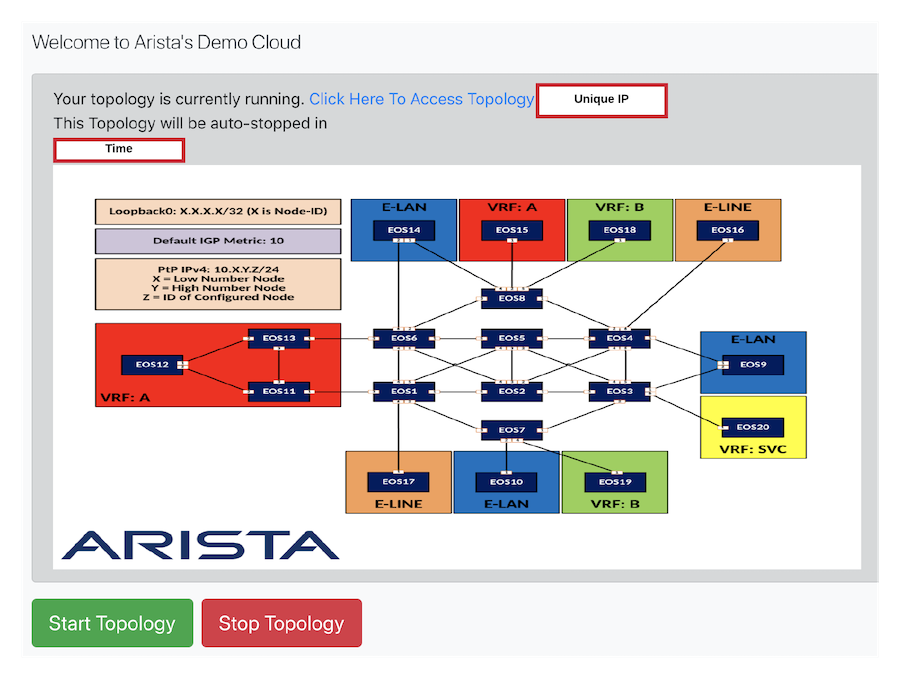 Welcome to Arista's Demo Cloud
Your topology is currently running. Click Here To Access Topology
Unique IP
This Topology will be auto-stopped in
Time
Loopback0: X.X.X.X/32 (X is Node-ID)
Default IGP Metric: 10
PtP IPv4: 10.X.Y.Z/24
X = Low Number Node
Y = High Number Node
Z = ID of Configured Node
E-LAN
VRF: A
VRF: B
E-LINE
EOS14
EOS15
EOS18
EOS16
EOS8
EOS13
EOS6
EOS5
EOS4
E-LAN
EOS12
EOS9
EOS11
EOS1
EOS2
EOS3
VRF: A
EOS7
EOS20
VRF: SVC
EOS17
EOS10
EOS19
E-LINE
E-LAN
VRF: B
ARISTA
Start Topology
Stop Topology